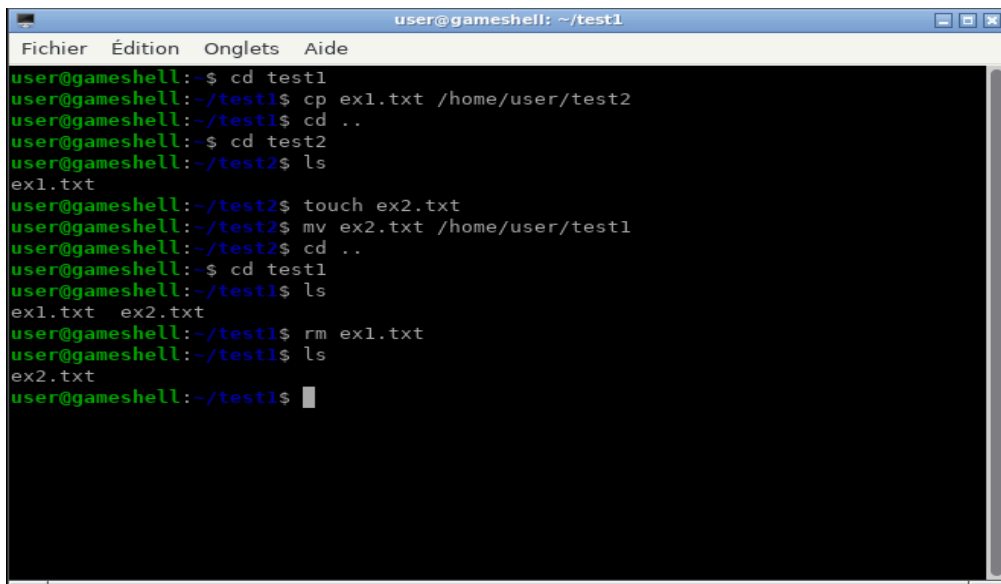 user@gameshell: ~/test1
Fichier Édition Onglets Aide
user@gameshell:~$ cd test1
user@gameshell:~/test1$ cp ex1.txt /home/user/test2
user@gameshell:~/test1$ cd ..
user@gameshell:~$ cd test2
user@gameshell:~/test2$ ls
ex1.txt
user@gameshell:~/test2$ touch ex2.txt
user@gameshell:~/test2$ mv ex2.txt /home/user/test1
user@gameshell:~/test2$ cd ..
user@gameshell:~$ cd test1
user@gameshell:~/test1$ ls
ex1.txt  ex2.txt
user@gameshell:~/test1$ rm ex1.txt
user@gameshell:~/test1$ ls
ex2.txt
user@gameshell:~/test1$